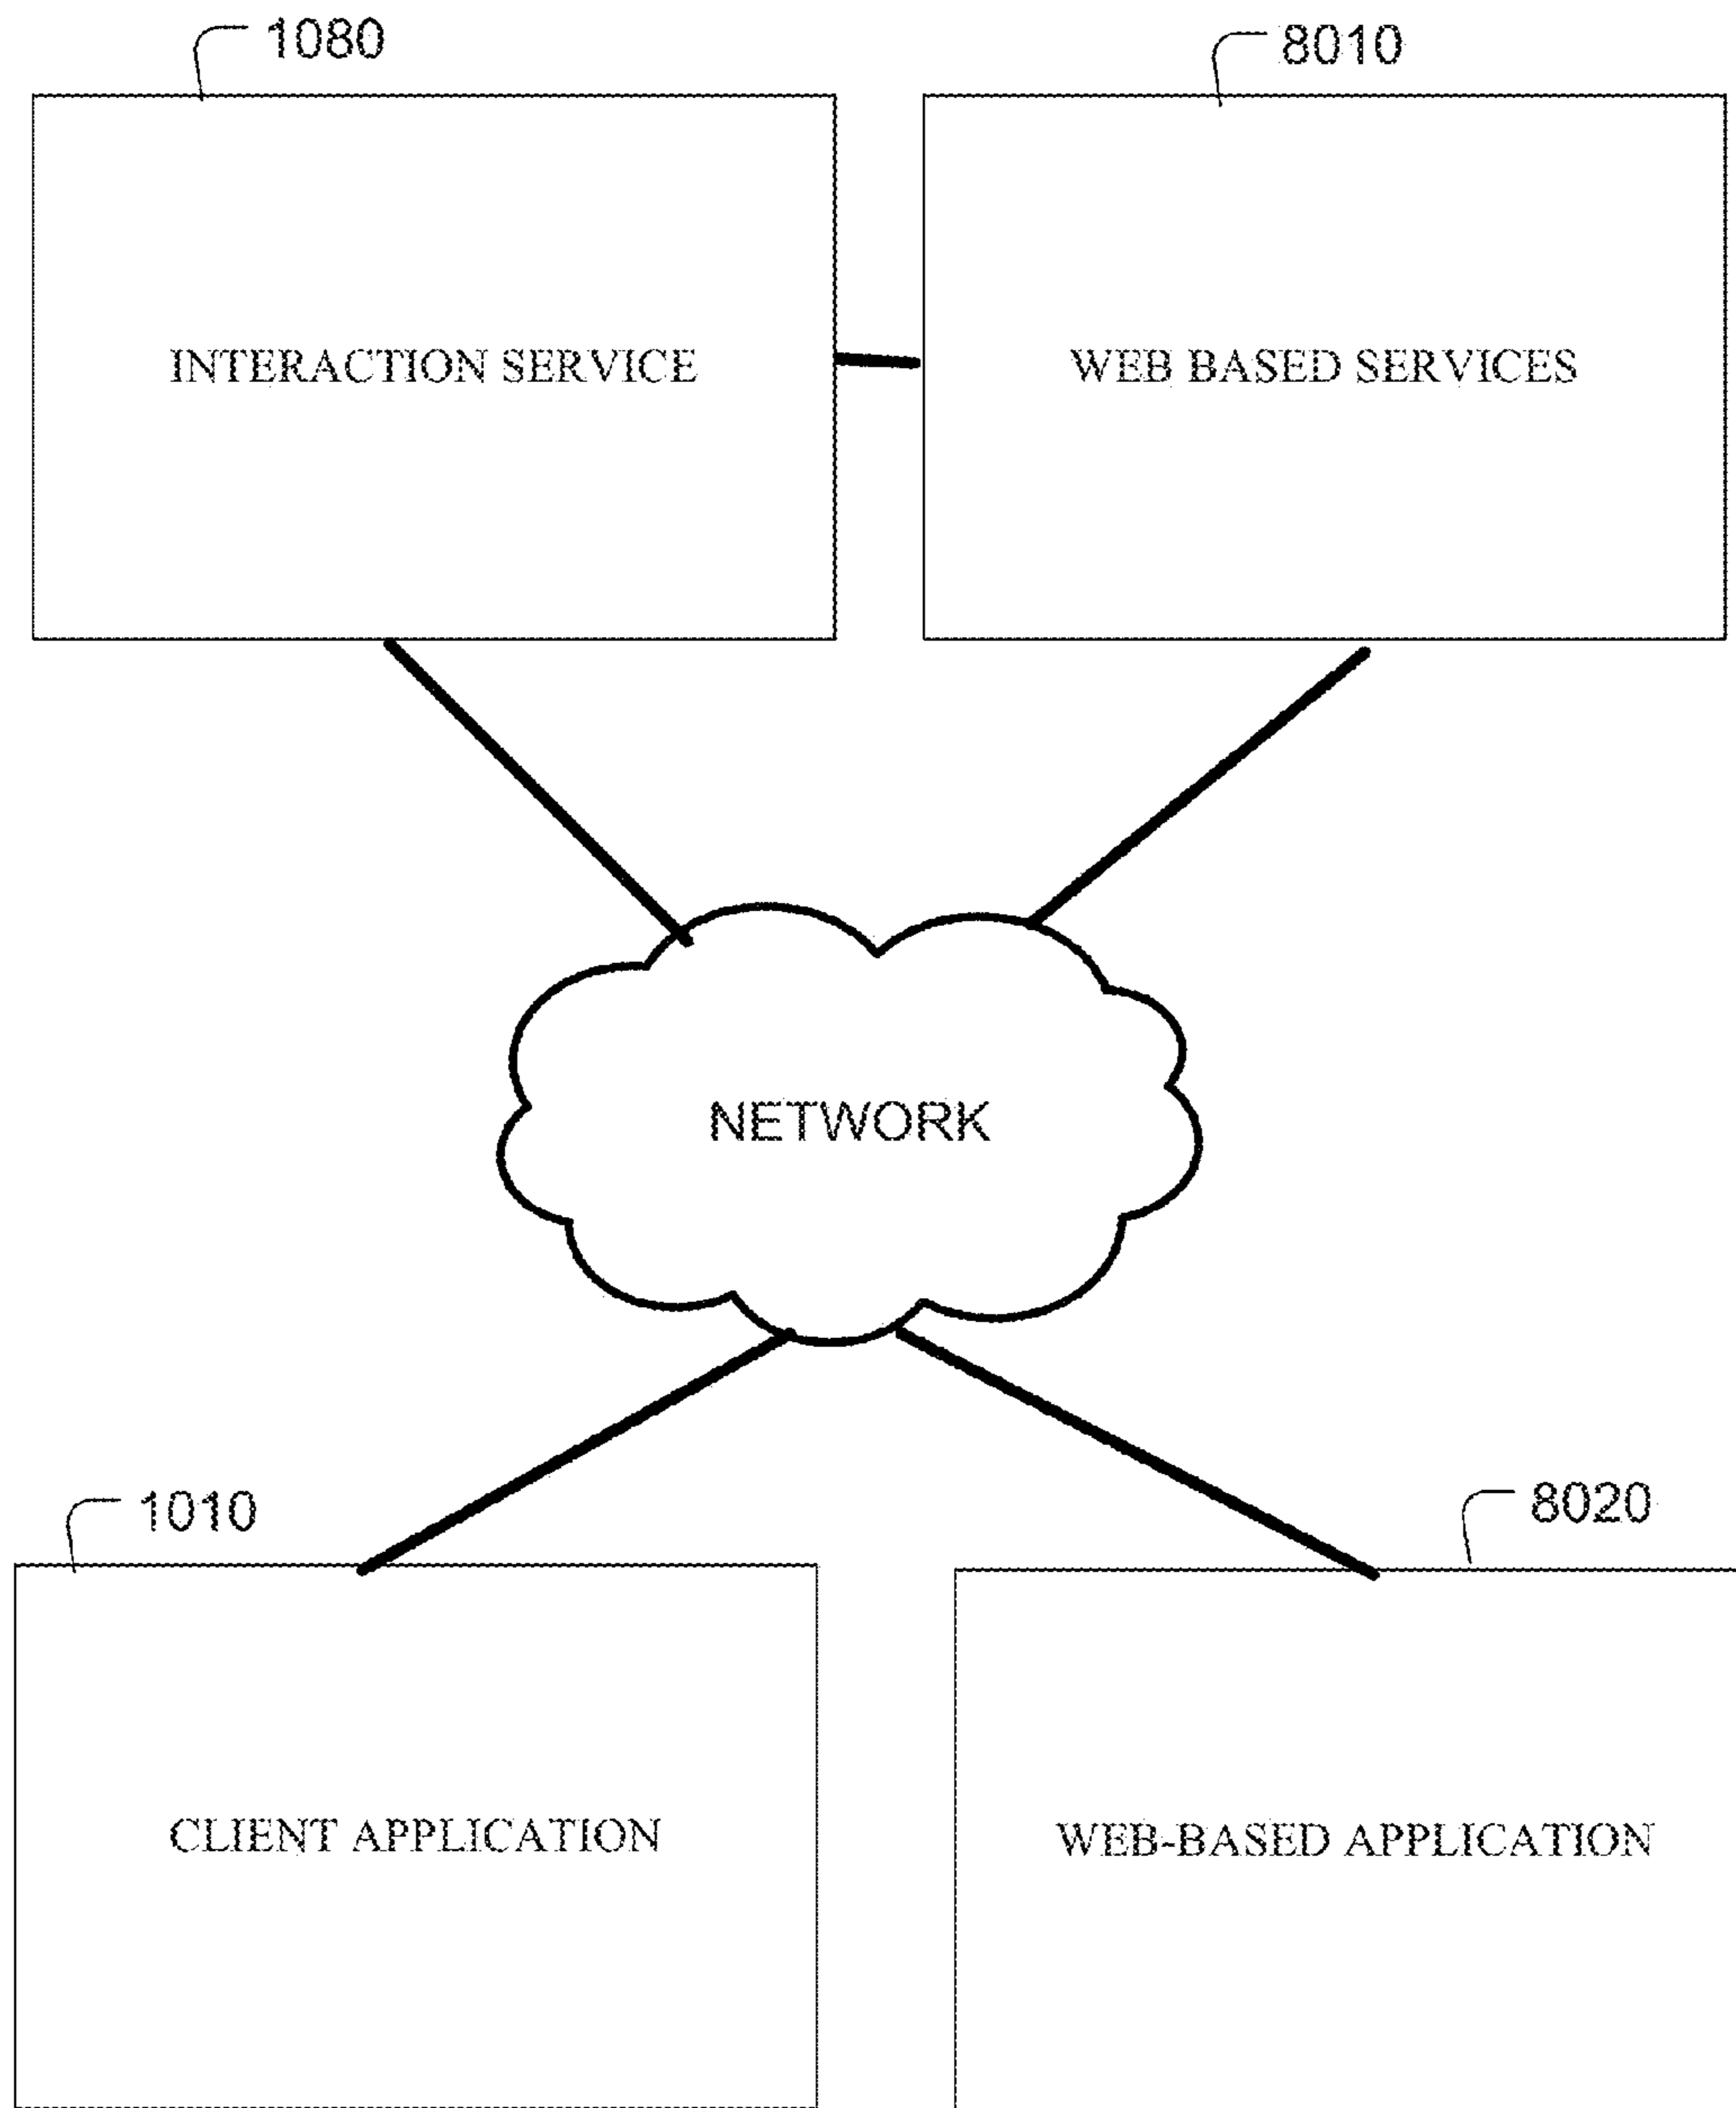 1080
8010
INTERACTION SERVICE
WEB BASED SERVICES
NETWORK
1010
8020
CLIENT APPLICATION
WEB-BASED APPLICATION